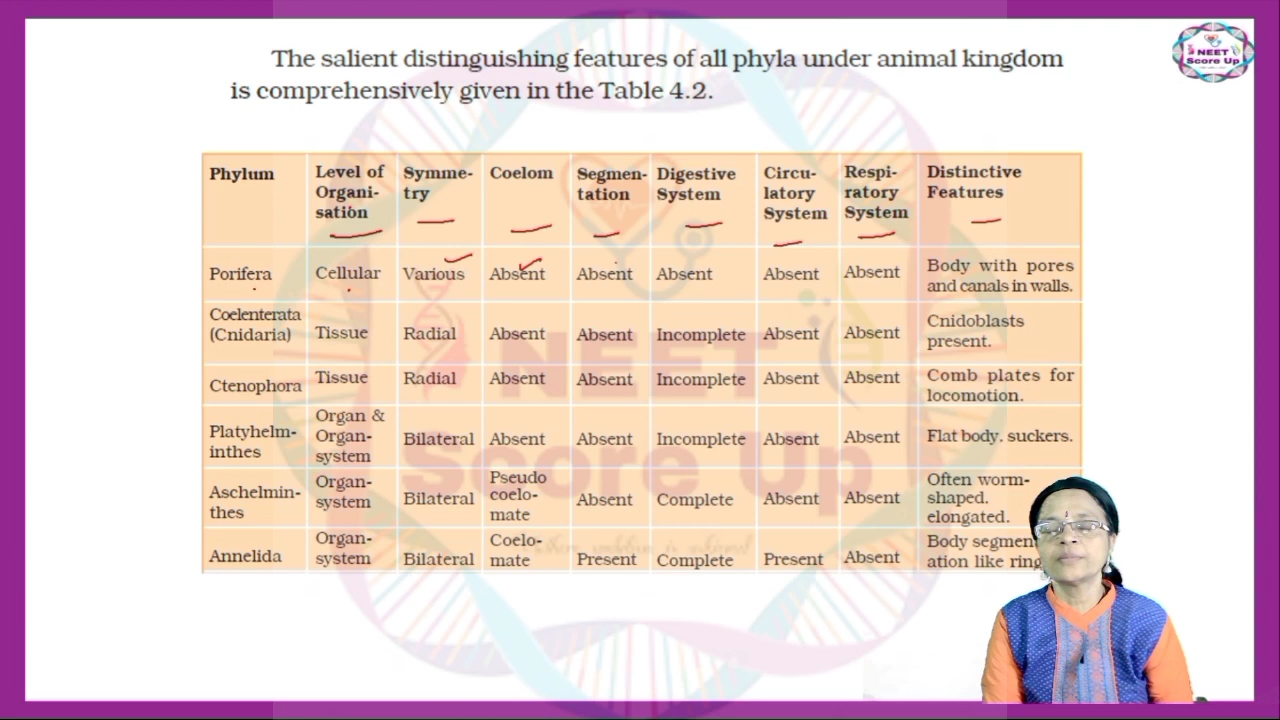 The salient distinguishing features of all phyla under animal kingdom
is comprehensively given in the Table 4.2.
NEET
Score Up
Phylum
Level of
Organi-
sation
Symme-
try
Coelom
Segmen-
tation
Digestive
System
Circu-
latory
System
Respi-
ratory
System
Distinctive
Features
Porifera
Cellular
Various
Absent
Absent
Absent
Absent
Absent
Body with pores
and canals in walls.
Coelenterata
(Cnidaria)
Tissue
Radial
Absent
Absent
Incomplete
Absent
Absent
Cnidoblasts
present.
Ctenophora
Tissue
Radial
Absent
Absent
Incomplete
Absent
Absent
Comb plates for
locomotion.
Platyhelm-
inthes
Organ &
Organ-
system
Bilateral
Absent
Absent
Incomplete
Absent
Absent
Flat body, suckers.
Aschelmin-
thes
Organ-
system
Bilateral
Pseudo
coelo-
mate
Absent
Complete
Absent
Absent
Often worm-
shaped,
elongated.
Annelida
Organ-
system
Bilateral
Coelo-
mate
Present
Complete
Present
Absent
Body segmen
ation like ring
NEET
Score Up